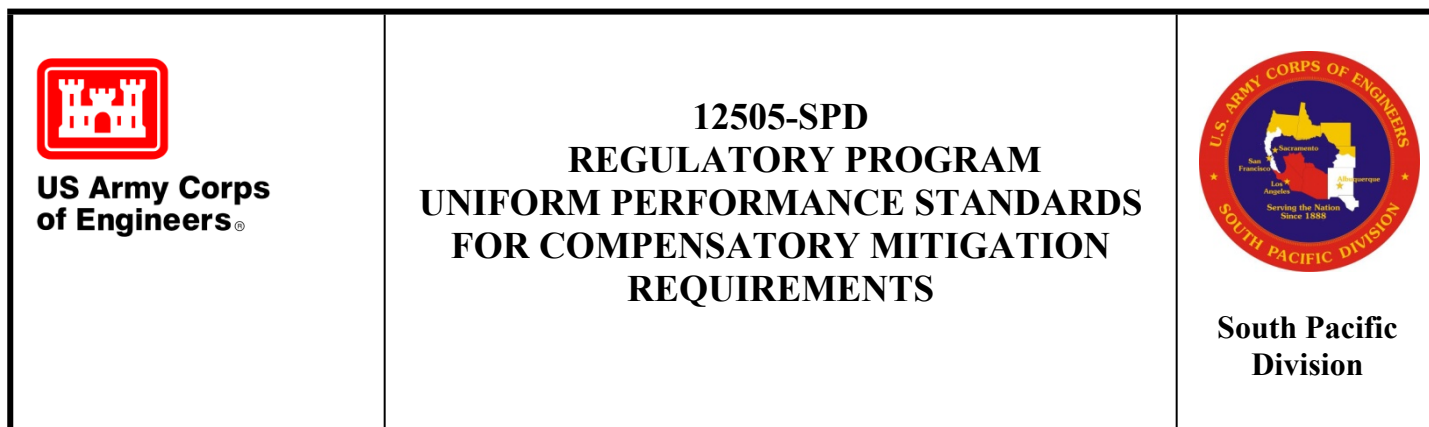 US Army Corps
of Engineers®
12505-SPD
REGULATORY PROGRAM
UNIFORM PERFORMANCE STANDARDS
FOR COMPENSATORY MITIGATION
REQUIREMENTS
U.S. ARMY CORPS OF ENGINEERS
Sacramento
San
Francisco
Los
Angeles
Albuquerque
Serving the Nation
Since 1888
SOUTH PACIFIC DIVISION
South Pacific
Division